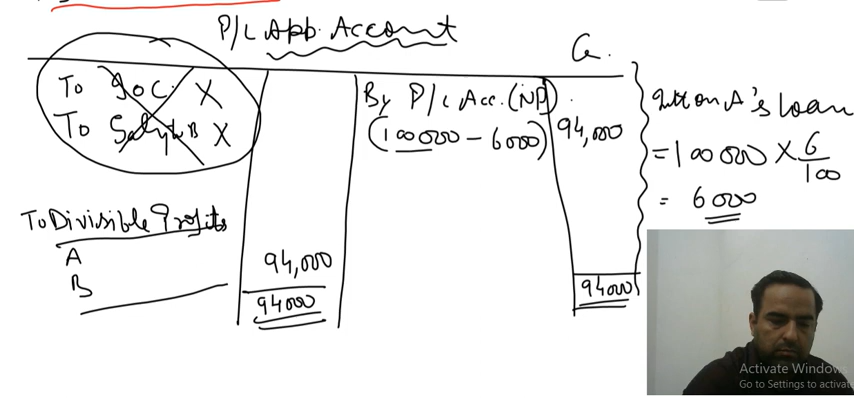 P/L App. Account
Cr.
To IOC X
To Salary to B X
By P/L Acc. (NP)
(100000 - 6000) 94,000
Int on A's Loan
= 100000 × 6/100
= 6000
To Divisible Profits
A
B
94,000
94000
94000
Activate Windows
Go to Settings to activate